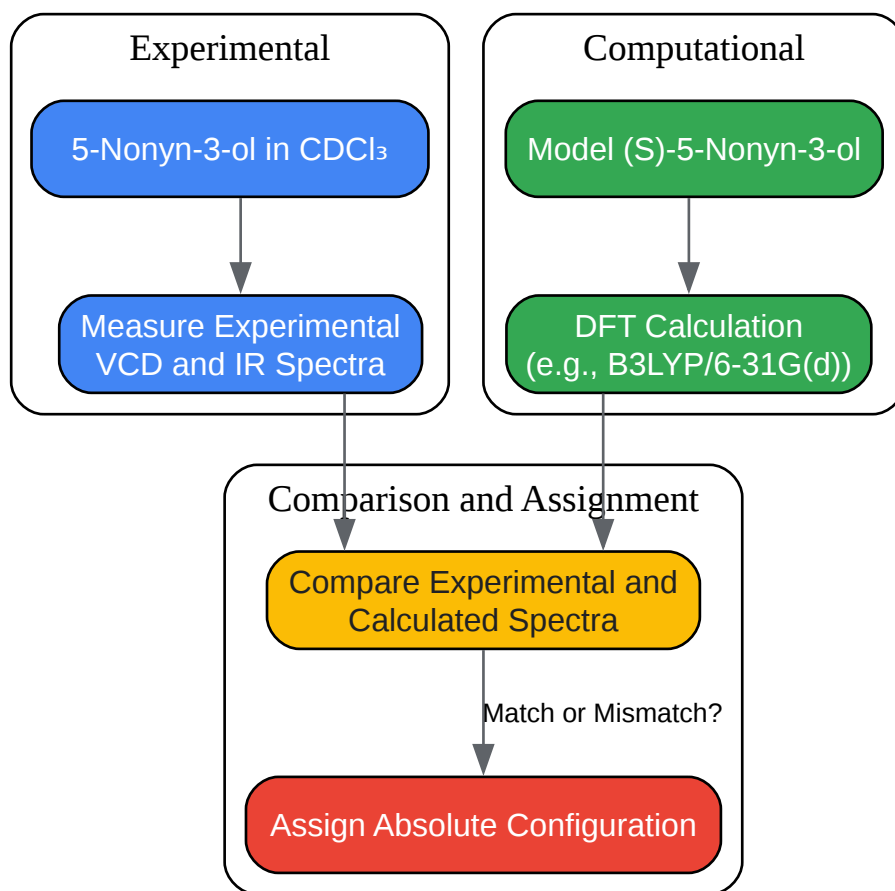 Experimental
5-Nonyn-3-ol in CDCl₃
Measure Experimental
VCD and IR Spectra
Computational
Model (S)-5-Nonyn-3-ol
DFT Calculation
(e.g., B3LYP/6-31G(d))
Comparison and Assignment
Compare Experimental and
Calculated Spectra
Match or Mismatch?
Assign Absolute Configuration